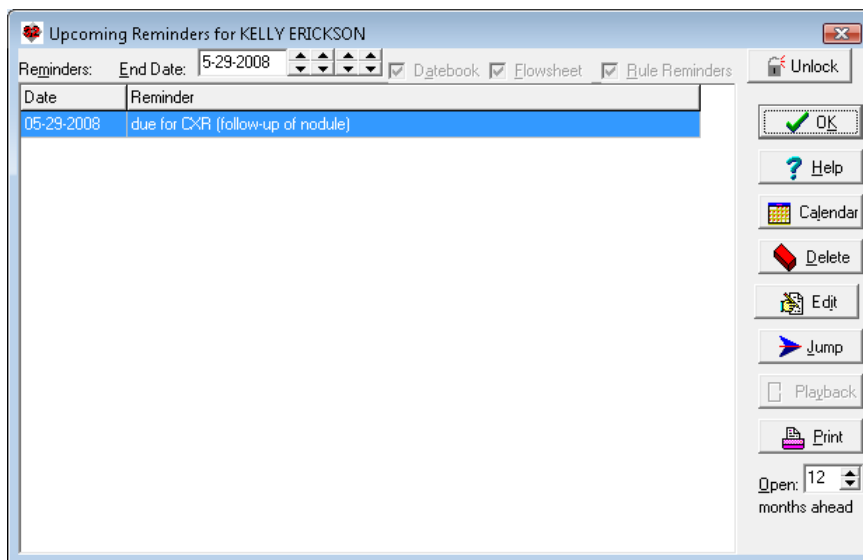 Upcoming Reminders for KELLY ERICKSON
Reminders: End Date: 5-29-2008 Datebook Flowsheet Rule Reminders Unlock
Date Reminder
05-29-2008 due for CXR (follow-up of nodule)
OK
Help
Calendar
Delete
Edit
Jump
Playback
Print
Open: 12
months ahead